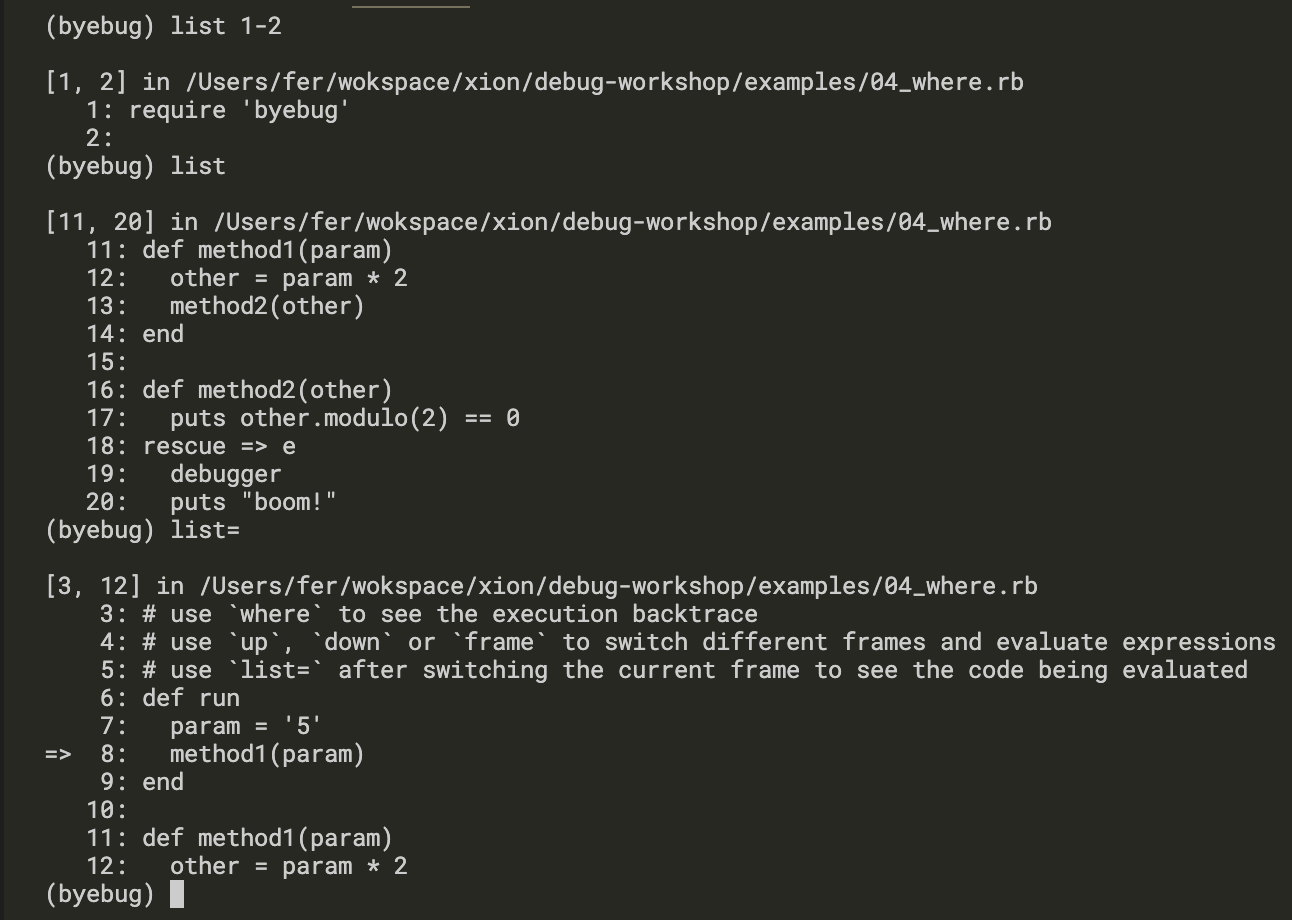 (byebug) list 1-2
[1, 2] in /Users/fer/wokspace/xion/debug-workshop/examples/04_where.rb
1: require 'byebug'
2:
(byebug) list
[11, 20] in /Users/fer/wokspace/xion/debug-workshop/examples/04_where.rb
11: def method1(param)
12:   other = param * 2
13:   method2(other)
14: end
15:
16: def method2(other)
17:   puts other.modulo(2) == 0
18: rescue => e
19:   debugger
20:   puts "boom!"
(byebug) list=
[3, 12] in /Users/fer/wokspace/xion/debug-workshop/examples/04_where.rb
3: # use `where` to see the execution backtrace
4: # use `up`, `down` or `frame` to switch different frames and evaluate expressions
5: # use `list=` after switching the current frame to see the code being evaluated
6: def run
7:   param = '5'
=>  8:   method1(param)
9: end
10:
11: def method1(param)
12:   other = param * 2
(byebug)